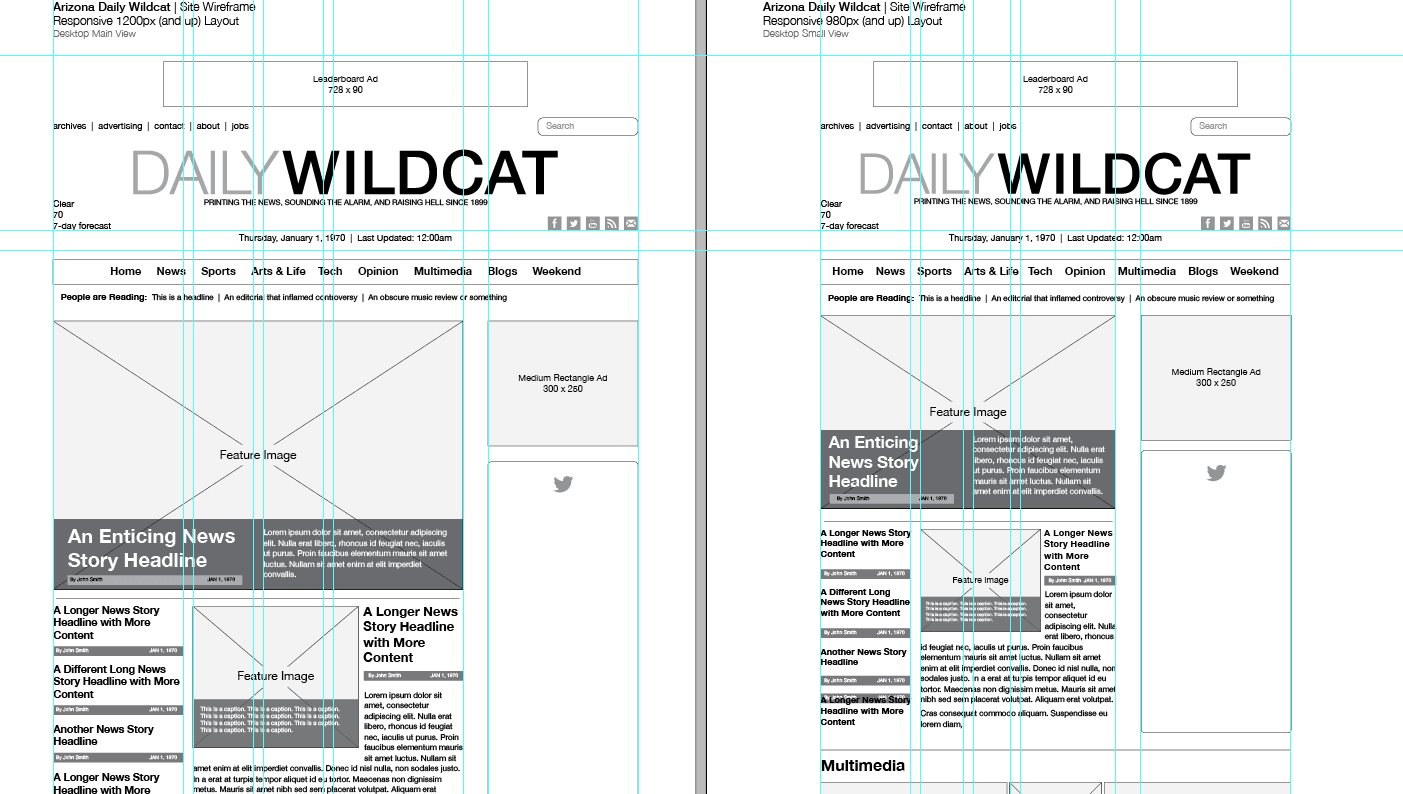 Arizona Daily Wildcat | Site Wireframe
Responsive 1200px (and up) Layout
Desktop Main View
Leaderboard Ad
728 x 90
archives | advertising | contact | about | jobs
Search
DAILYWILDCAT
PRINTING THE NEWS, SOUNDING THE ALARM, AND RAISING HELL SINCE 1899
Clear
70
7-day forecast
Thursday, January 1, 1970 | Last Updated: 12:00am
Home News Sports Arts & Life Tech Opinion Multimedia Blogs Weekend
People are Reading: This is a headline | An editorial that inflamed controversy | An obscure music review or something
Feature Image
An Enticing News
Story Headline
By John Smith JAN 1, 1970
Lorem ipsum dolor sit amet, consectetur adipiscing
elit. Nulla erat libero, rhoncus id feugiat nec, iaculis
ut purus. Proin faucibus elementum mauris sit amet
luctus. Nullam sit amet enim at elit imperdiet
convallis.
Medium Rectangle Ad
300 x 250
A Longer News Story
Headline with More
Content
By John Smith JAN 1, 1970
A Different Long News
Story Headline with More
Content
By John Smith JAN 1, 1970
Another News Story
Headline
By John Smith JAN 1, 1970
A Longer News Story
Headline with More
Feature Image
This is a caption. This is a caption. This is a caption.
This is a caption. This is a caption. This is a caption.
This is a caption. This is a caption. This is a caption.
This is a caption. This is a caption.
A Longer News
Story Headline
with More
Content
By John Smith JAN 1, 1970
Lorem ipsum dolor sit
amet, consectetur
adipiscing elit. Nulla erat
libero, rhoncus id feugiat
nec, iaculis ut purus. Proin
faucibus elementum mauris
sit amet luctus. Nullam sit
amet enim at elit imperdiet convallis. Donec id nisl nulla, non sodales justo.
In a erat at turpis tempor aliquet id eu tortor. Maecenas non dignissim
metus. Mauris sit amet nibh sed sem placerat volutpat. Aliquam erat
Arizona Daily Wildcat | Site Wireframe
Responsive 980px (and up) Layout
Desktop Small View
Leaderboard Ad
728 x 90
archives | advertising | contact | about | jobs
Search
DAILYWILDCAT
PRINTING THE NEWS, SOUNDING THE ALARM, AND RAISING HELL SINCE 1899
Clear
70
7-day forecast
Thursday, January 1, 1970 | Last Updated: 12:00am
Home News Sports Arts & Life Tech Opinion Multimedia Blogs Weekend
People are Reading: This is a headline | An editorial that inflamed controversy | An obscure music review or something
Feature Image
An Enticing
News Story
Headline
By John Smith JAN 1, 1970
Lorem ipsum dolor sit amet,
consectetur adipiscing
elit. Nulla erat
libero, rhoncus id feugiat nec, iaculis
ut purus. Proin faucibus elementum
mauris sit amet luctus. Nullam sit
amet enim at elit imperdiet convallis.
Medium Rectangle Ad
300 x 250
A Longer News Story
Headline with More
Content
By John Smith JAN 1, 1970
A Different Long
News Story Headline
with More Content
By John Smith JAN 1, 1970
Another News Story
Headline
By John Smith JAN 1, 1970
A Longer News Story
Headline with More
Content
Feature Image
This is a caption. This is a caption. This is a caption.
This is a caption. This is a caption. This is a caption.
This is a caption. This is a caption. This is a caption.
This is a caption. This is a caption.
A Longer News
Story Headline
with More
Content
By John Smith JAN 1, 1970
Lorem ipsum dolor
sit amet,
consectetur
adipiscing elit. Nulla
erat libero, rhoncus
id feugiat nec, iaculis ut purus. Proin faucibus
elementum mauris sit amet luctus. Nullam sit amet
enim at elit imperdiet convallis. Donec id nisl nulla, non
sodales justo. In a erat at turpis tempor aliquet id eu
tortor. Maecenas non dignissim metus. Mauris sit amet
nibh sed sem placerat volutpat. Aliquam erat volutpat.
Cras consequat commodo aliquam. Suspendisse eu
lorem diam,
Multimedia